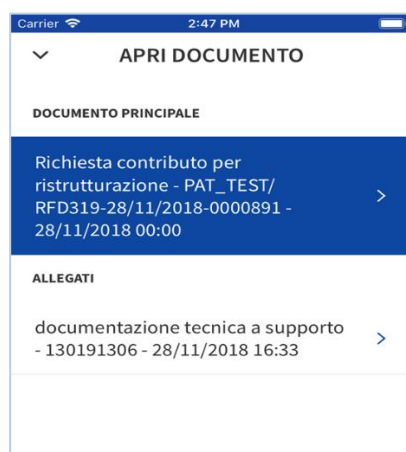 Carrier 2:47 PM
APRI DOCUMENTO
DOCUMENTO PRINCIPALE
Richiesta contributo per
ristrutturazione - PAT_TEST/
RFD319-28/11/2018-0000891 -
28/11/2018 00:00
ALLEGATI
documentazione tecnica a supporto
- 130191306 - 28/11/2018 16:33